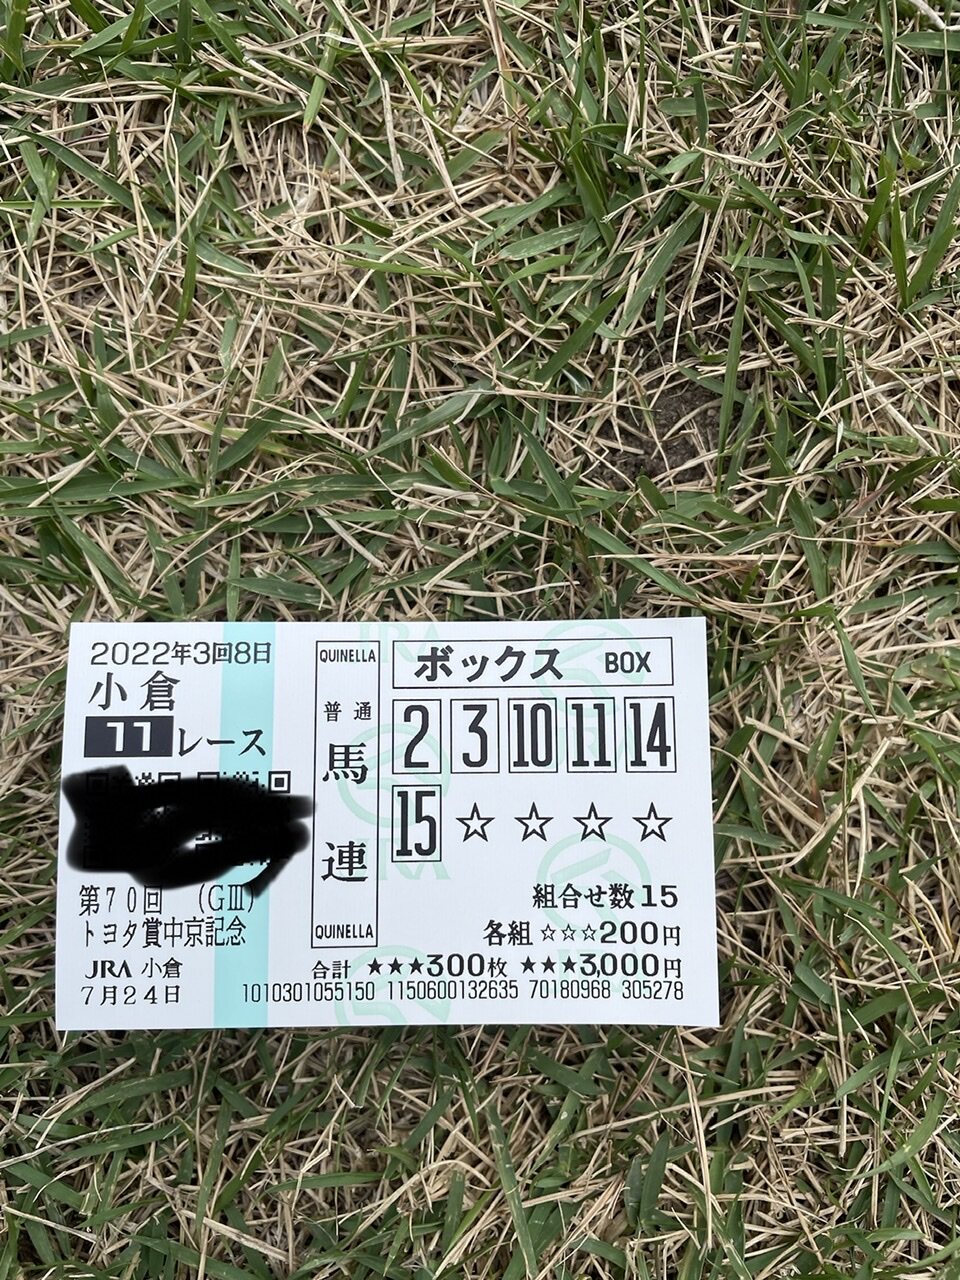 2022年3回8日
小倉
11レース
第70回 (GⅢ)
トヨタ賞中京記念
JRA 小倉
7月24日
QUINELLA
普通
馬
連
QUINELLA
ボックス BOX
2 3 10 11 14
15 ☆ ☆ ☆ ☆
組合せ数15
各組 ☆☆☆200円
合計 ★★★300枚 ★★★3,000円
1010301055150 1150600132635 70180968 305278
JRA
JRA